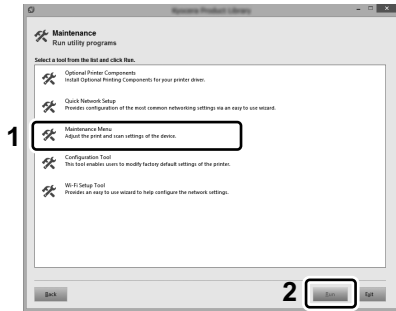 Kyocera Product Library
Maintenance
Run utility programs
Select a tool from the list and click Run.
Optional Printer Components
Install Optional Printing Components for your printer driver.
Quick Network Setup
Provides configuration of the most common networking settings via an easy to use wizard.
1
Maintenance Menu
Adjust the print and scan settings of the device.
Configuration Tool
This tool enables users to modify factory default settings of the printer.
Wi-Fi Setup Tool
Provides an easy to use wizard to help configure the network settings.
2
Back
Run
Exit